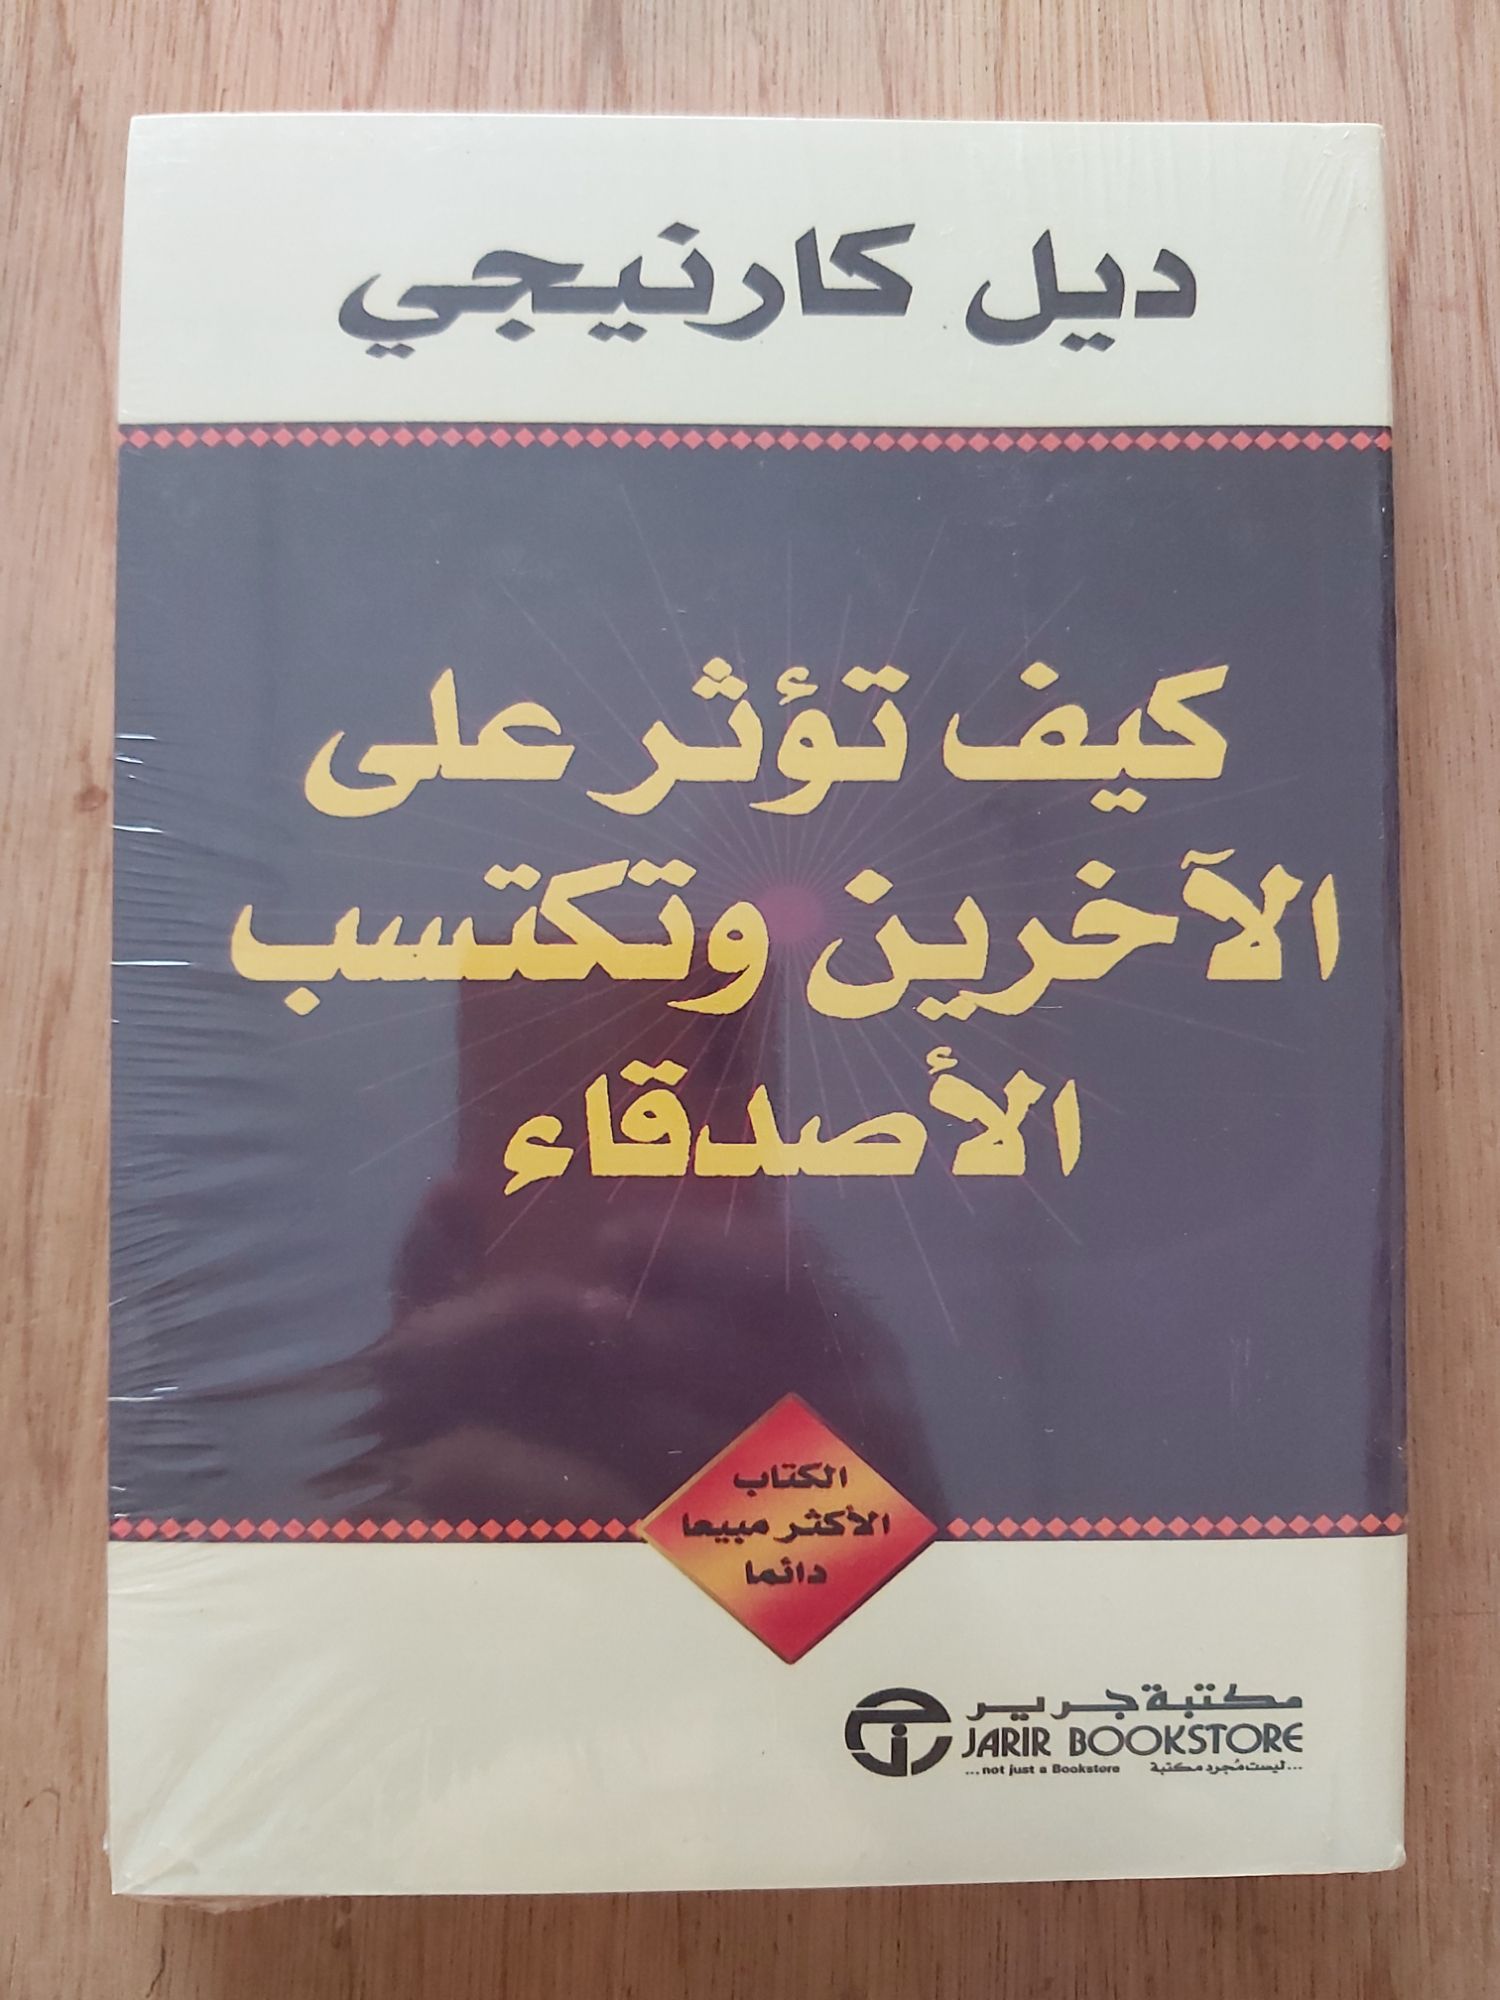 ديل كارنيجي
كيف تؤثر على
الآخرين وتكتسب
الأصدقاء
الكتاب
الأكثر مبيعا
دائما
مكتبة جرير
JARIR BOOKSTORE
...not just a Bookstore ...ليست مجرد مكتبة